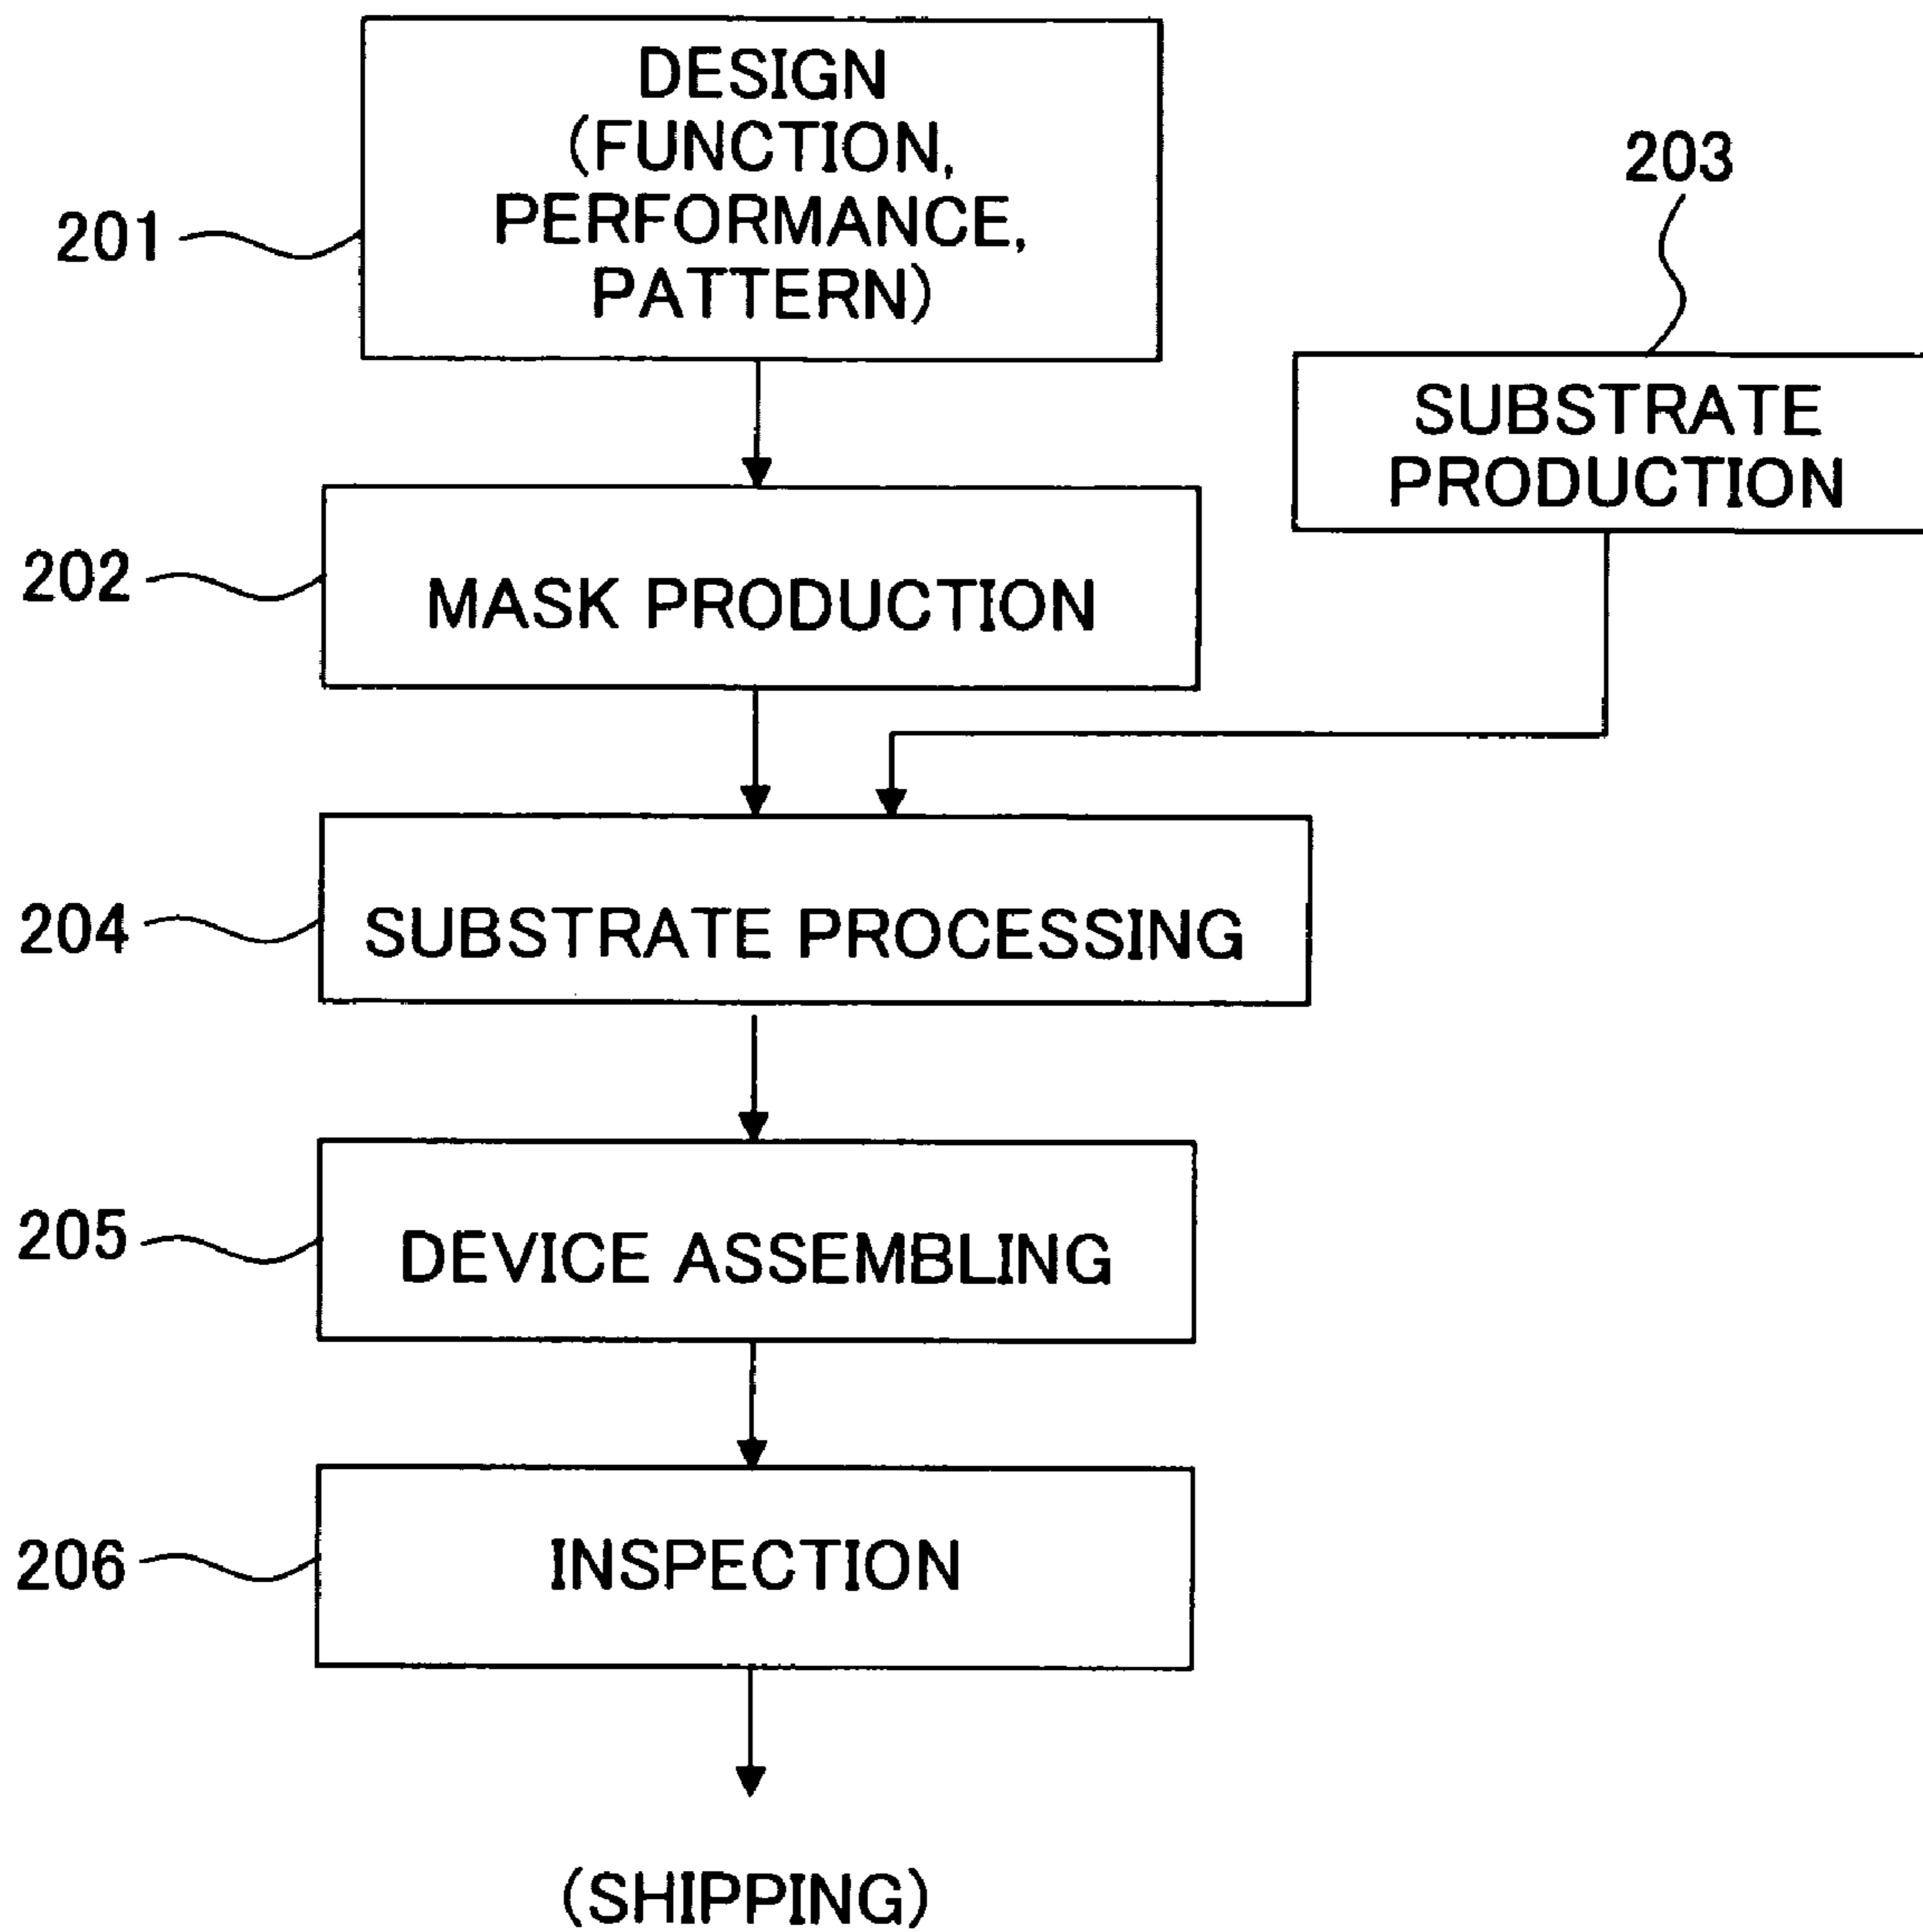 DESIGN
(FUNCTION,
PERFORMANCE,
PATTERN)
201
203
SUBSTRATE
PRODUCTION
202
MASK PRODUCTION
204
SUBSTRATE PROCESSING
205
DEVICE ASSEMBLING
206
INSPECTION
(SHIPPING)